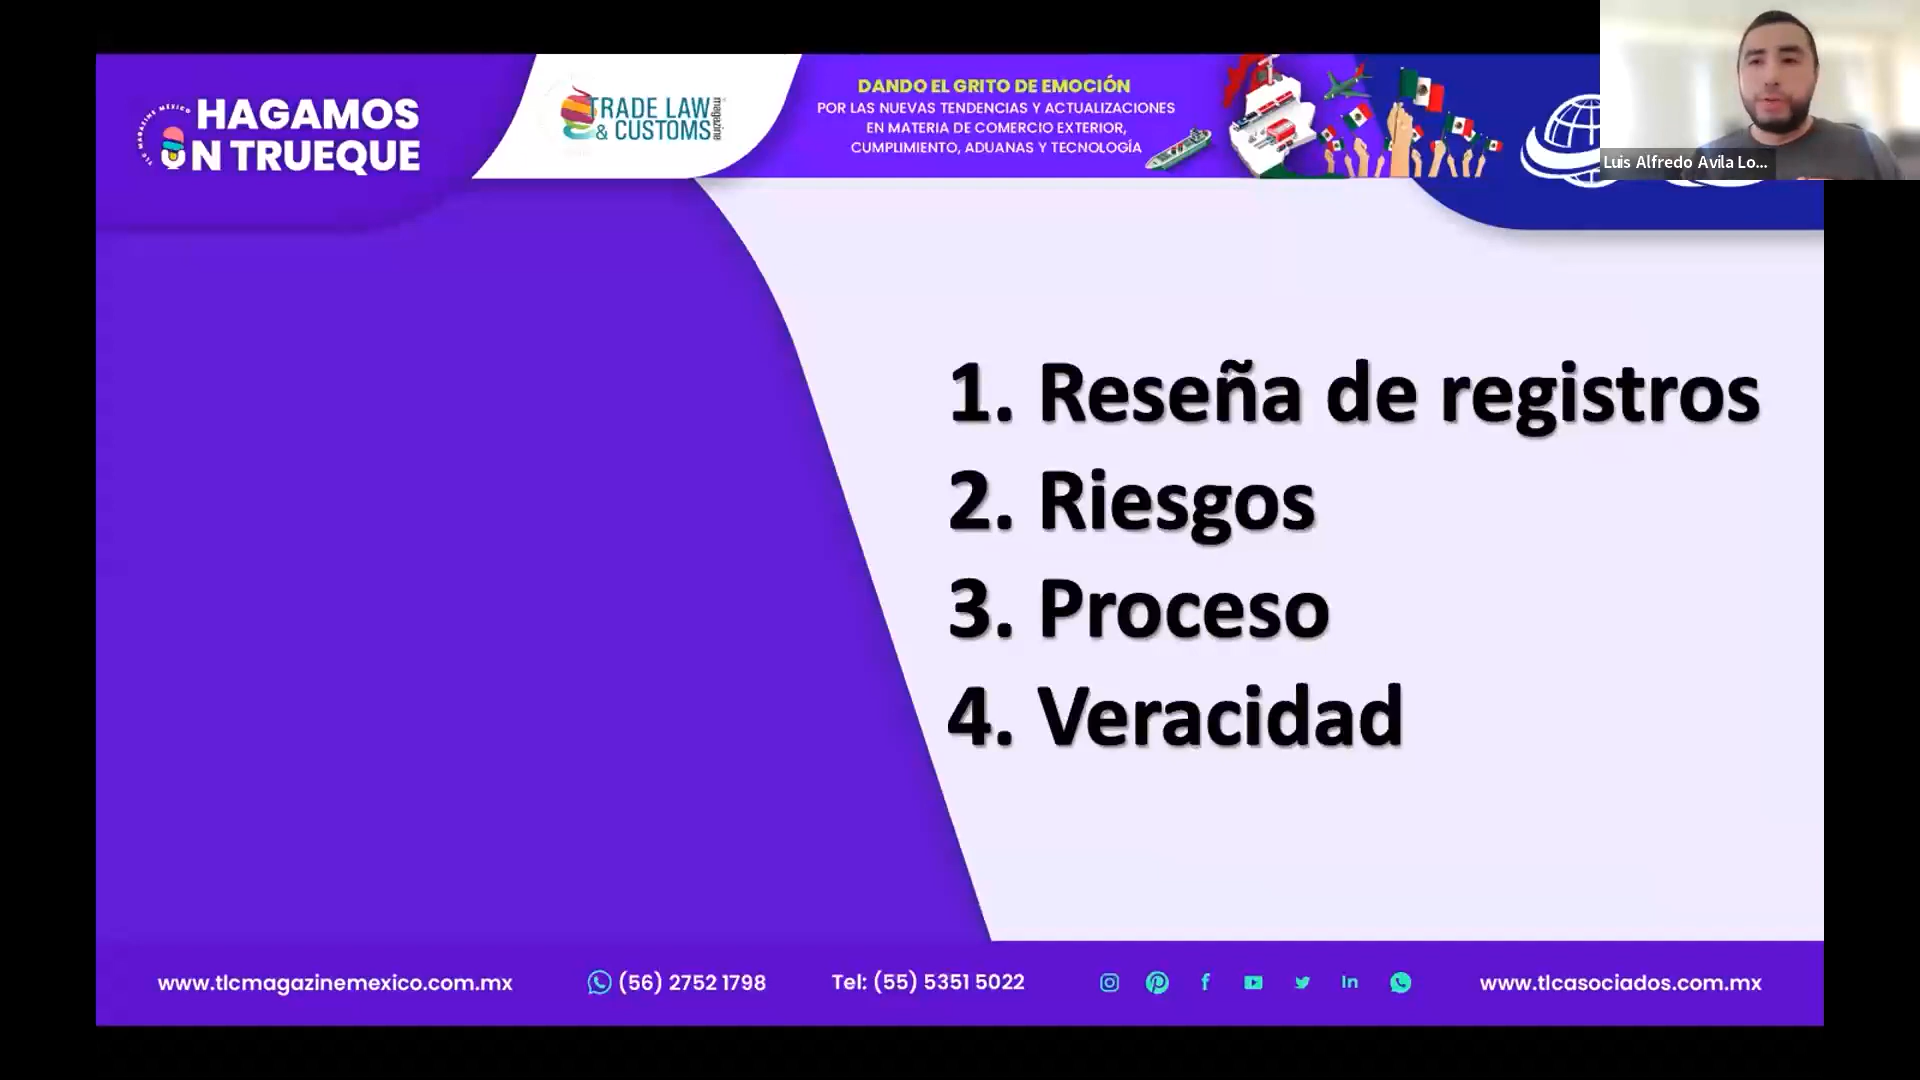 TLC MAGAZINE MÉXICO
HAGAMOS
UN TRUEQUE
TRADE LAW
& CUSTOMS
magazine
DANDO EL GRITO DE EMOCIÓN
POR LAS NUEVAS TENDENCIAS Y ACTUALIZACIONES
EN MATERIA DE COMERCIO EXTERIOR,
CUMPLIMIENTO, ADUANAS Y TECNOLOGÍA
Luis Alfredo Avila Lo...
1. Reseña de registros
2. Riesgos
3. Proceso
4. Veracidad
www.tlcmagazinemexico.com.mx
(56) 2752 1798
Tel: (55) 5351 5022
www.tlcasociados.com.mx